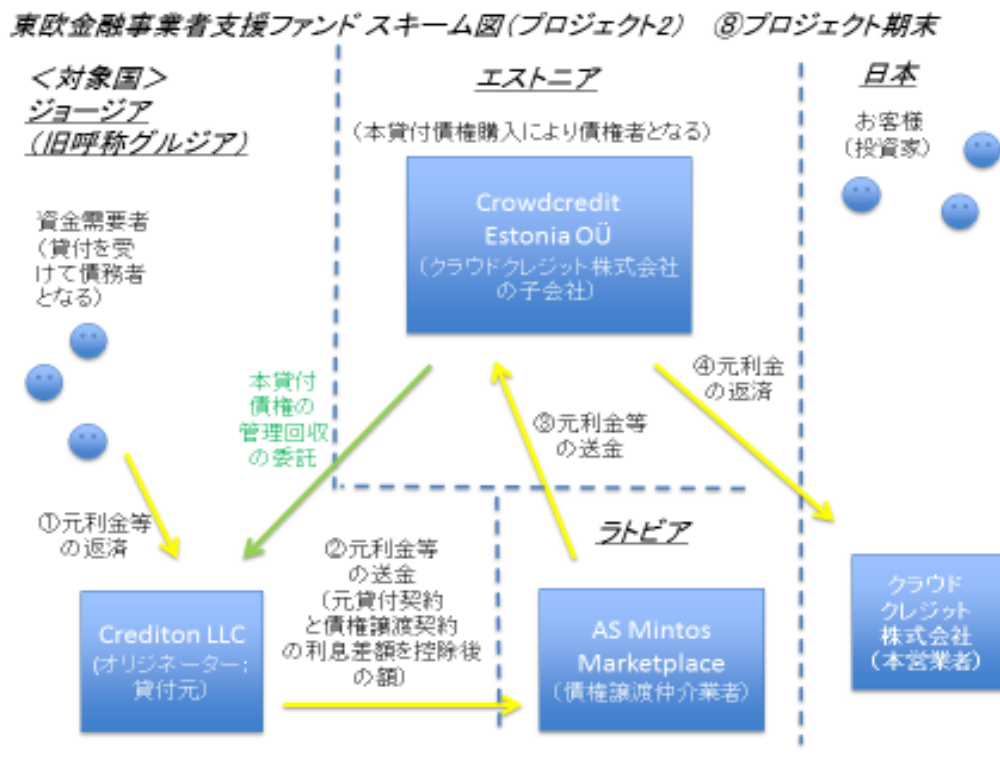 東欧金融事業者支援ファンド スキーム図(プロジェクト2) ⑧プロジェクト期末
＜対象国＞
ジョージア
(旧呼称グルジア)
エストニア
日本
(本貸付債権購入により債権者となる)
お客様
(投資家)
Crowdcredit
Estonia OÜ
(クラウドクレジット株式会社
の子会社)
資金需要者
(貸付を受
けて債務者
となる)
本貸付
債権の
管理回収
の委託
③元利金等
の送金
④元利金
の返済
①元利金等
の返済
②元利金等
の送金
(元貸付契約
と債権譲渡契約
の利息差額を控除後
の額)
ラトビア
Crediton LLC
(オリジネーター;
貸付元)
AS Mintos
Marketplace
(債権譲渡仲介業者)
クラウド
クレジット
株式会社
(本営業者)